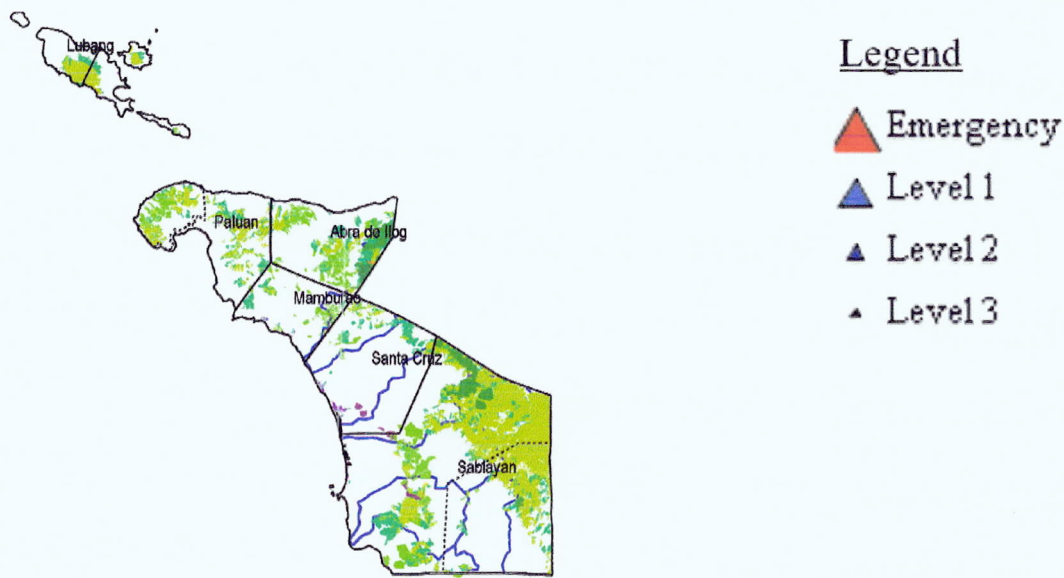 Lubang
Paluan
Abra de Ilog
Mamburao
Santa Cruz
Sablayan
Legend
Emergency
Level 1
Level 2
Level 3